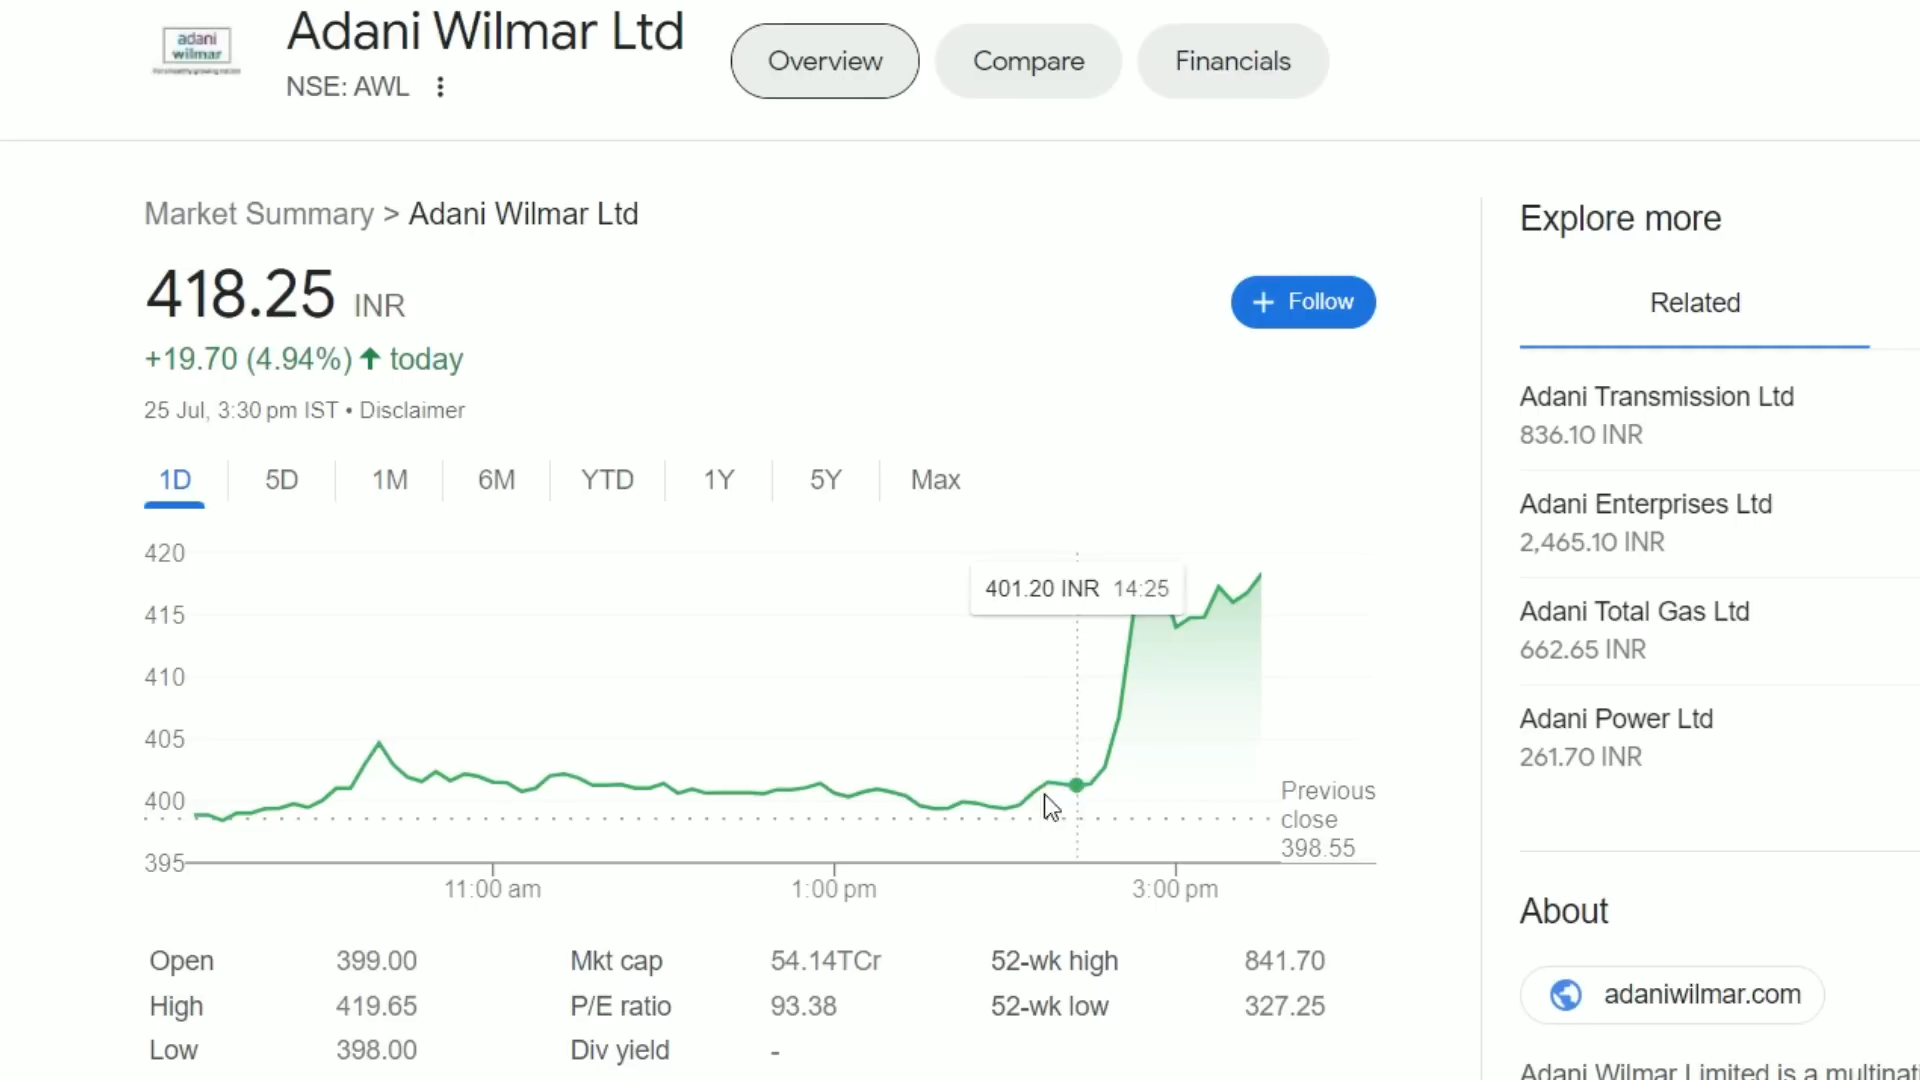 adani
wilmar
Adani Wilmar Ltd
NSE: AWL
Overview
Compare
Financials
Market Summary > Adani Wilmar Ltd
418.25 INR
+19.70 (4.94%) ↑ today
25 Jul, 3:30 pm IST • Disclaimer
+ Follow
1D 5D 1M 6M YTD 1Y 5Y Max
420
415
410
405
400
395
401.20 INR 14:25
Previous
close
398.55
11:00 am 1:00 pm 3:00 pm
Open 399.00 Mkt cap 54.14TCr 52-wk high 841.70
High 419.65 P/E ratio 93.38 52-wk low 327.25
Low 398.00 Div yield -
Explore more
Related
Adani Transmission Ltd
836.10 INR
Adani Enterprises Ltd
2,465.10 INR
Adani Total Gas Ltd
662.65 INR
Adani Power Ltd
261.70 INR
About
adaniwilmar.com
Adani Wilmar Limited is a